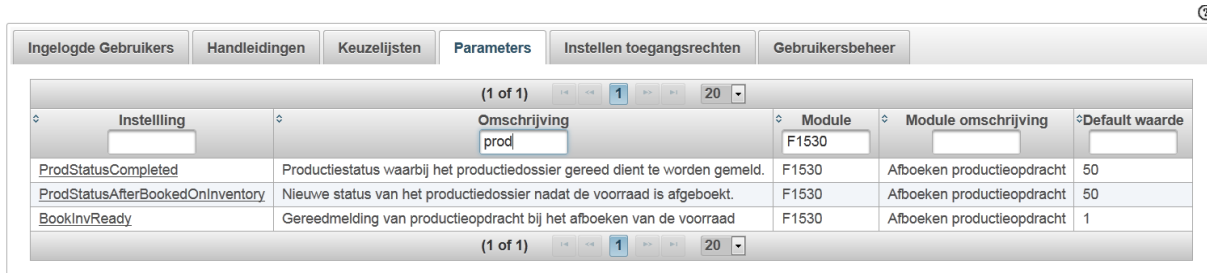 Ingelogde Gebruikers Handleidingen Keuzelijsten Parameters Instellen toegangsrechten Gebruikersbeheer
(1 of 1) 1 20
Instellling Omschrijving Module Module omschrijving Default waarde
prod F1530
ProdStatusCompleted Productiestatus waarbij het productiedossier gereed dient te worden gemeld. F1530 Afboeken productieopdracht 50
ProdStatusAfterBookedOnInventory Nieuwe status van het productiedossier nadat de voorraad is afgeboekt. F1530 Afboeken productieopdracht 50
BookInvReady Gereedmelding van productieopdracht bij het afboeken van de voorraad F1530 Afboeken productieopdracht 1
(1 of 1) 1 20